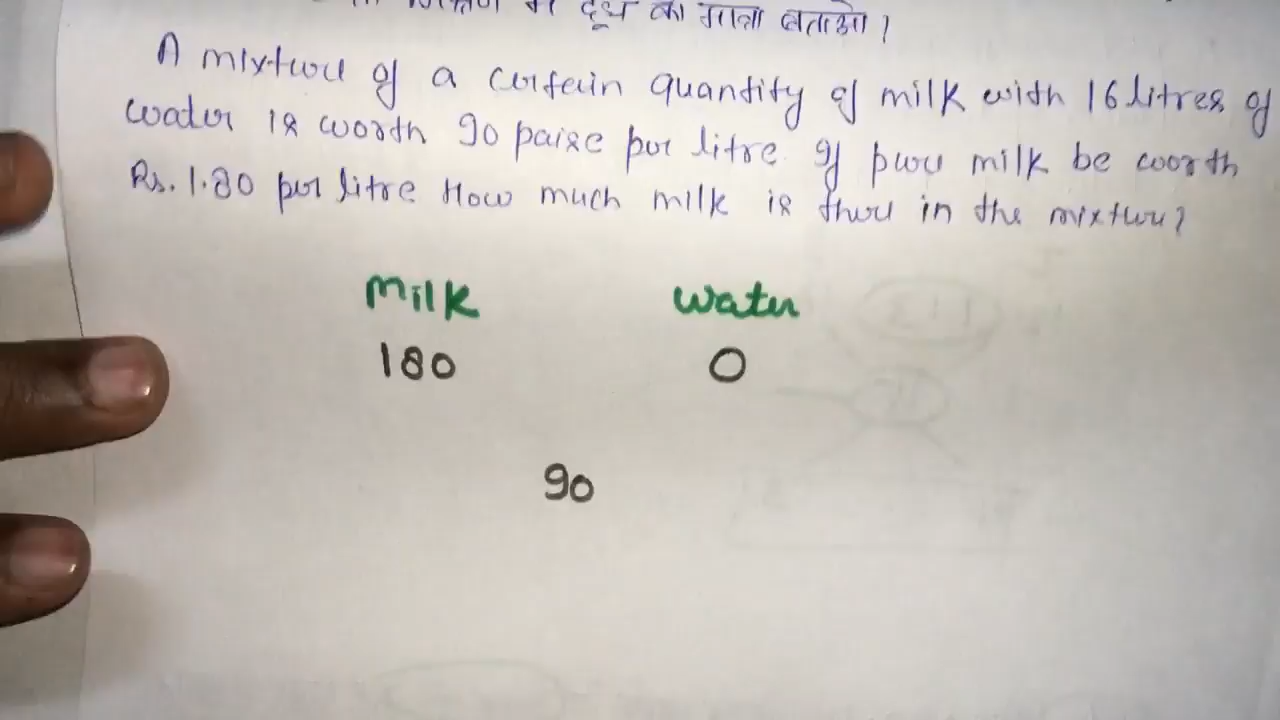 में दूध की मात्रा बताओ।
A mixture of a certain quantity of milk with 16 litres of
water is worth 90 paise per litre. If pure milk be worth
Rs. 1.80 per litre How much milk is there in the mixture?
Milk Water
180 0
90